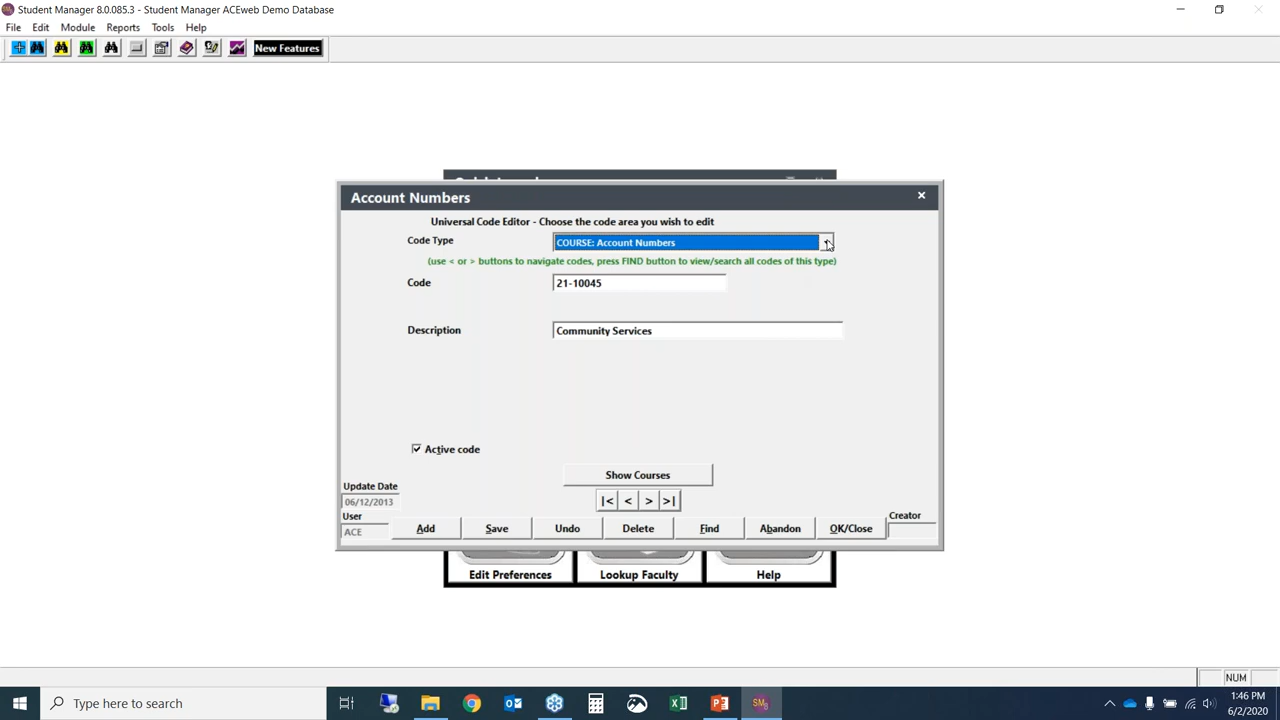 Student Manager 8.0.085.3 - Student Manager ACEweb Demo Database
File Edit Module Reports Tools Help
New Features
Account Numbers
Universal Code Editor - Choose the code area you wish to edit
Code Type COURSE: Account Numbers
(use < or > buttons to navigate codes, press FIND button to view/search all codes of this type)
Code 21-10045
Description Community Services
Active code
Show Courses
Update Date
06/12/2013
|< < > >|
User
ACE
Creator
Add Save Undo Delete Find Abandon OK/Close
Edit Preferences Lookup Faculty Help
NUM
Type here to search
1:46 PM
6/2/2020